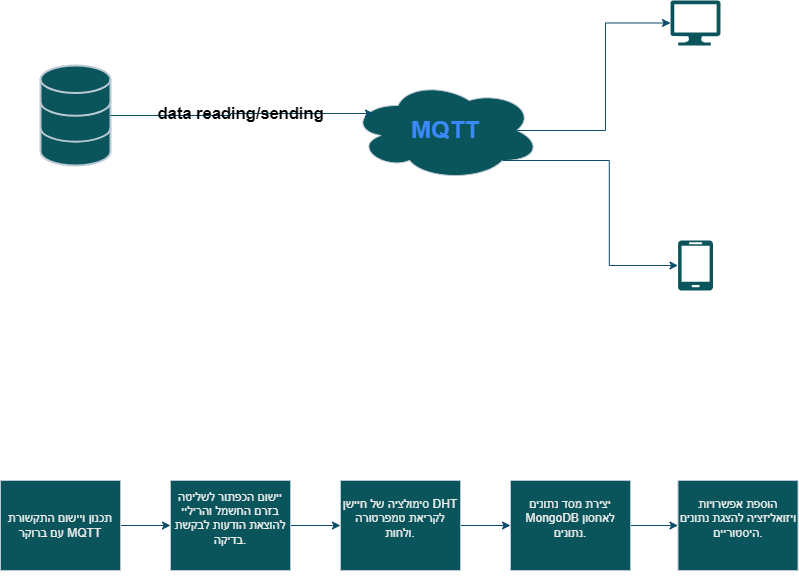 data reading/sending
MQTT
תכנון ויישום התקשורת
עם ברוקר MQTT
יישום הכפתור לשליטה
בזרם החשמל והריליי
להוצאת הודעות לבקשת
בדיקה.
סימולציה של חיישן DHT
לקריאת טמפרטורה
ולחות.
יצירת מסד נתונים
MongoDB לאחסון
נתונים.
הוספת אפשרויות
ויזואליזציה להצגת נתונים
היסטוריים.